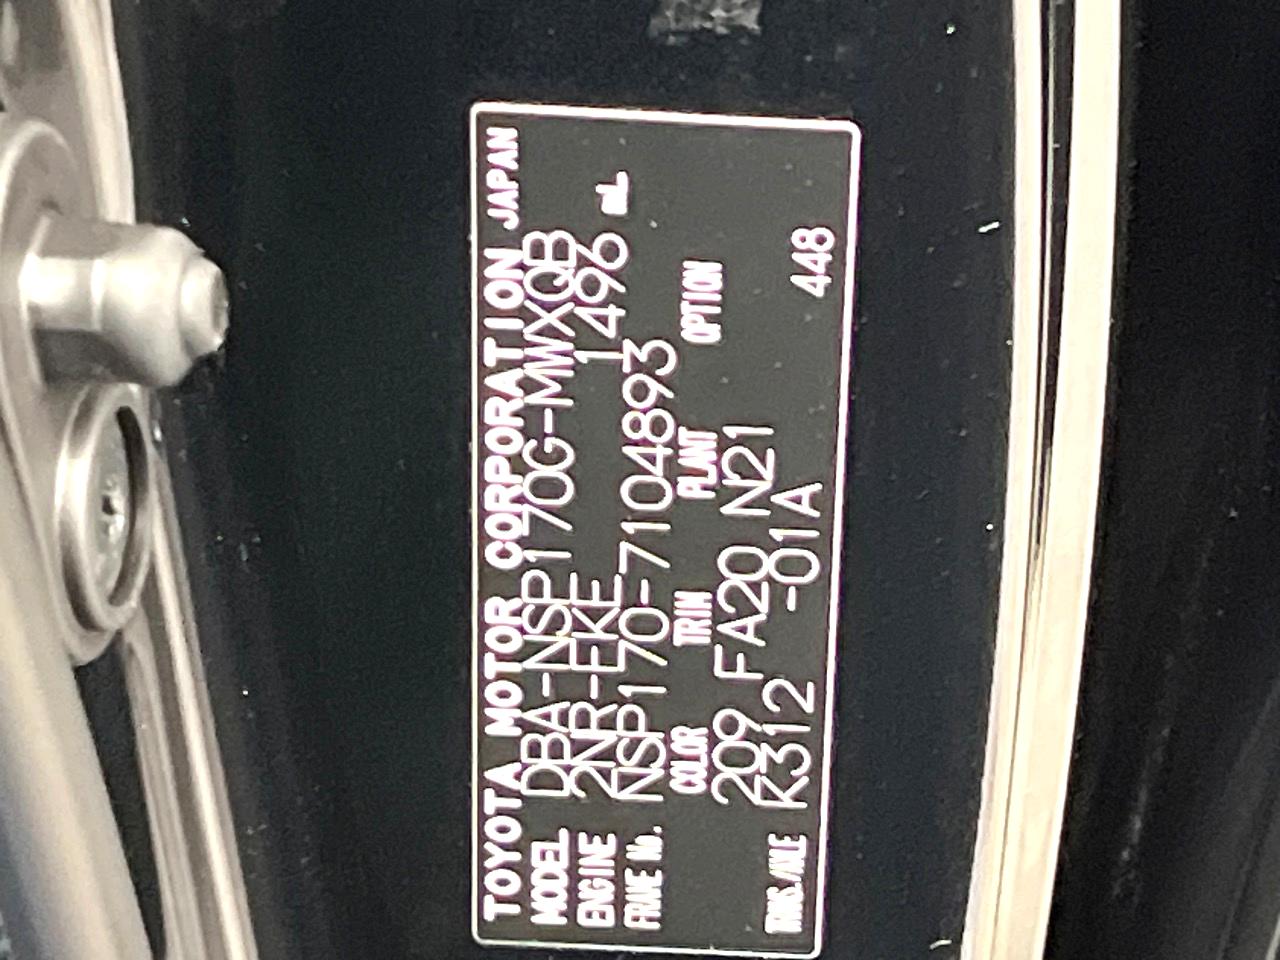 TOYOTA MOTOR CORPORATION JAPAN
MODEL DBA-NSP170G-MWXQB
ENGINE 2NR-FKE 1496 mL
FRAME No. NSP170-7104893
COLOR TRIM PLANT OPTION
209 FA20 N21
TRANS./AXLE K312 -01A 448